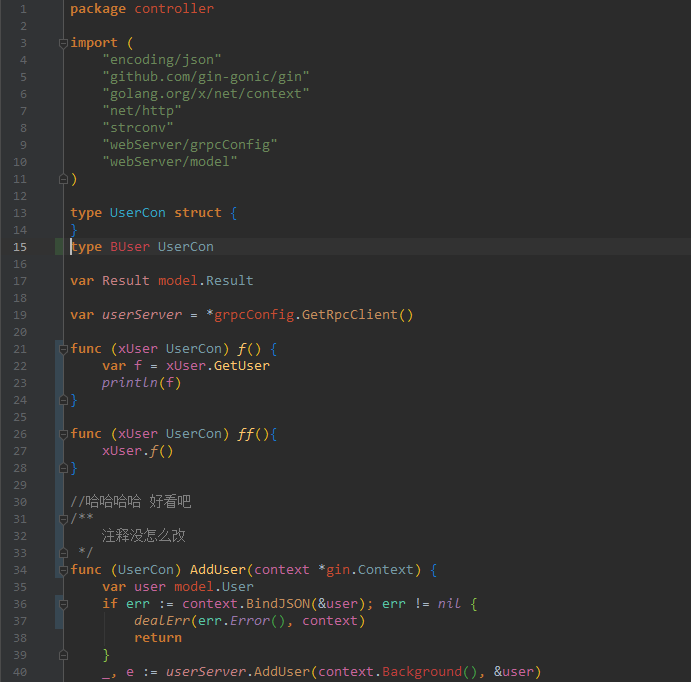 1 package controller
2
3 import (
4 "encoding/json"
5 "github.com/gin-gonic/gin"
6 "golang.org/x/net/context"
7 "net/http"
8 "strconv"
9 "webServer/grpcConfig"
10 "webServer/model"
11 )
12
13 type UserCon struct {
14 }
15 type BUser UserCon
16
17 var Result model.Result
18
19 var userServer = *grpcConfig.GetRpcClient()
20
21 func (xUser UserCon) f() {
22 var f = xUser.GetUser
23 println(f)
24 }
25
26 func (xUser UserCon) ff(){
27 xUser.f()
28 }
29
30 //哈哈哈哈 好看吧
31 /**
32 注释没怎么改
33 */
34 func (UserCon) AddUser(context *gin.Context) {
35 var user model.User
36 if err := context.BindJSON(&user); err != nil {
37 dealErr(err.Error(), context)
38 return
39 }
40 _, e := userServer.AddUser(context.Background(), &user)